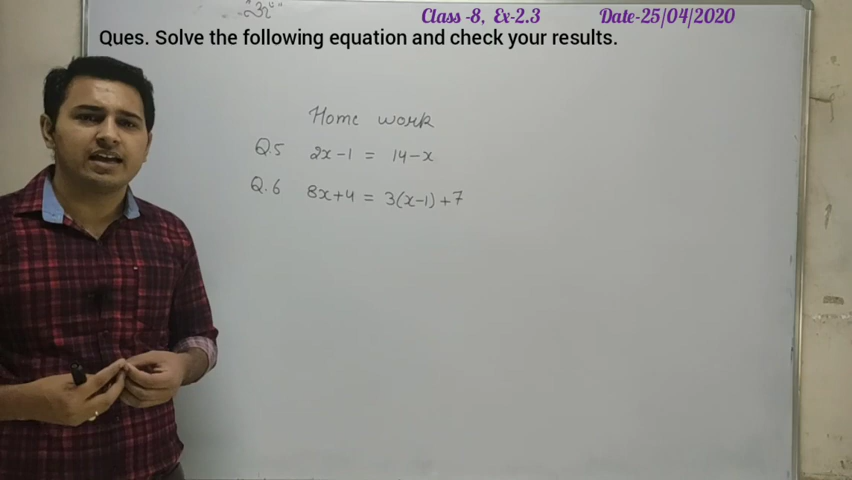 Class -8, Ex-2.3 Date-25/04/2020
Ques. Solve the following equation and check your results.
Home work
Q.5 2x-1 = 14-x
Q.6 8x+4 = 3(x-1)+7